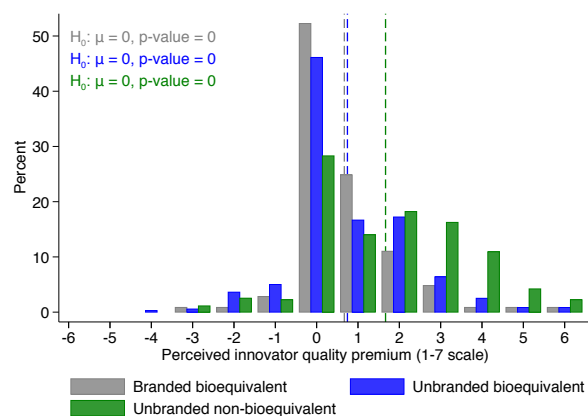 H₀: μ = 0, p-value = 0
H₀: μ = 0, p-value = 0
H₀: μ = 0, p-value = 0
Percent
50
40
30
20
10
0
-6 -5 -4 -3 -2 -1 0 1 2 3 4 5 6
Perceived innovator quality premium (1-7 scale)
Branded bioequivalent Unbranded bioequivalent
Unbranded non-bioequivalent